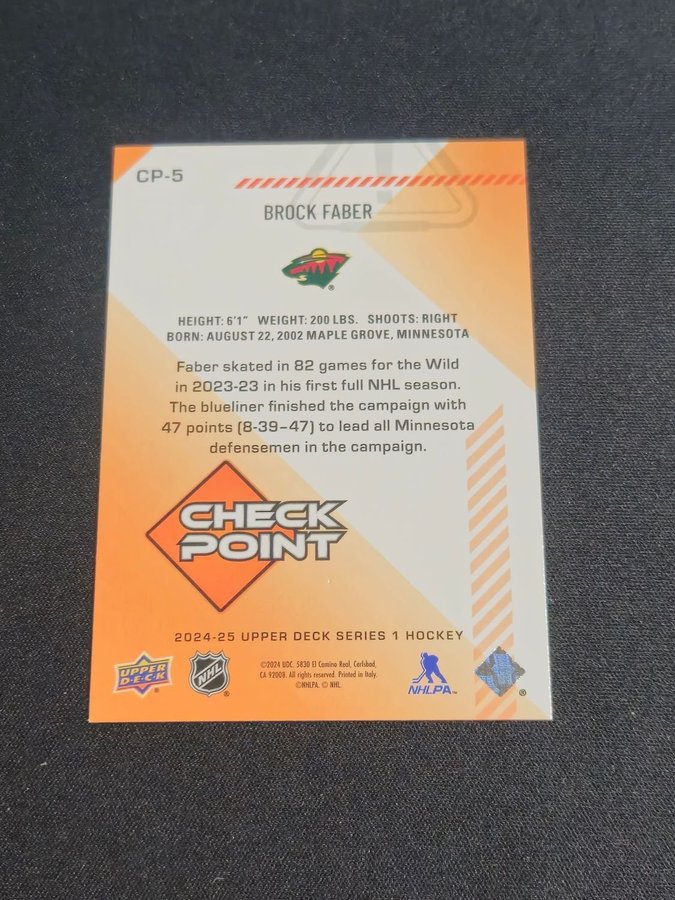 CP-5
BROCK FABER
HEIGHT: 6'1" WEIGHT: 200 LBS. SHOOTS: RIGHT
BORN: AUGUST 22, 2002 MAPLE GROVE, MINNESOTA
Faber skated in 82 games for the Wild
in 2023-23 in his first full NHL season.
The blueliner finished the campaign with
47 points (8-39–47) to lead all Minnesota
defensemen in the campaign.
CHECK
POINT
2024-25 UPPER DECK SERIES 1 HOCKEY
UPPER
DECK
NHL
©2024 UDC. 5830 El Camino Real, Carlsbad,
CA 92008. All rights reserved. Printed in Italy.
©NHLPA. © NHL.
NHLPA™
®